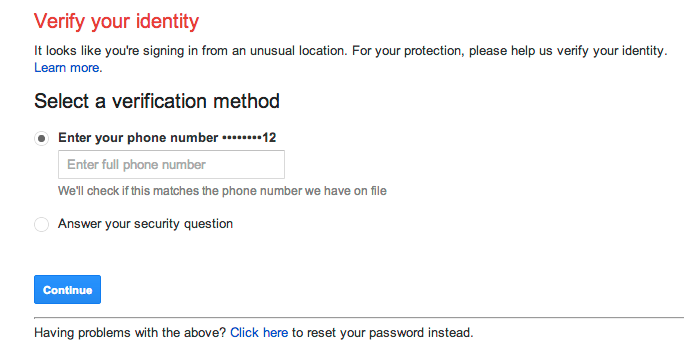 Verify your identity
It looks like you're signing in from an unusual location. For your protection, please help us verify your identity.
Learn more.
Select a verification method
Enter your phone number ••••••••12
Enter full phone number
We'll check if this matches the phone number we have on file
Answer your security question
Continue
Having problems with the above? Click here to reset your password instead.